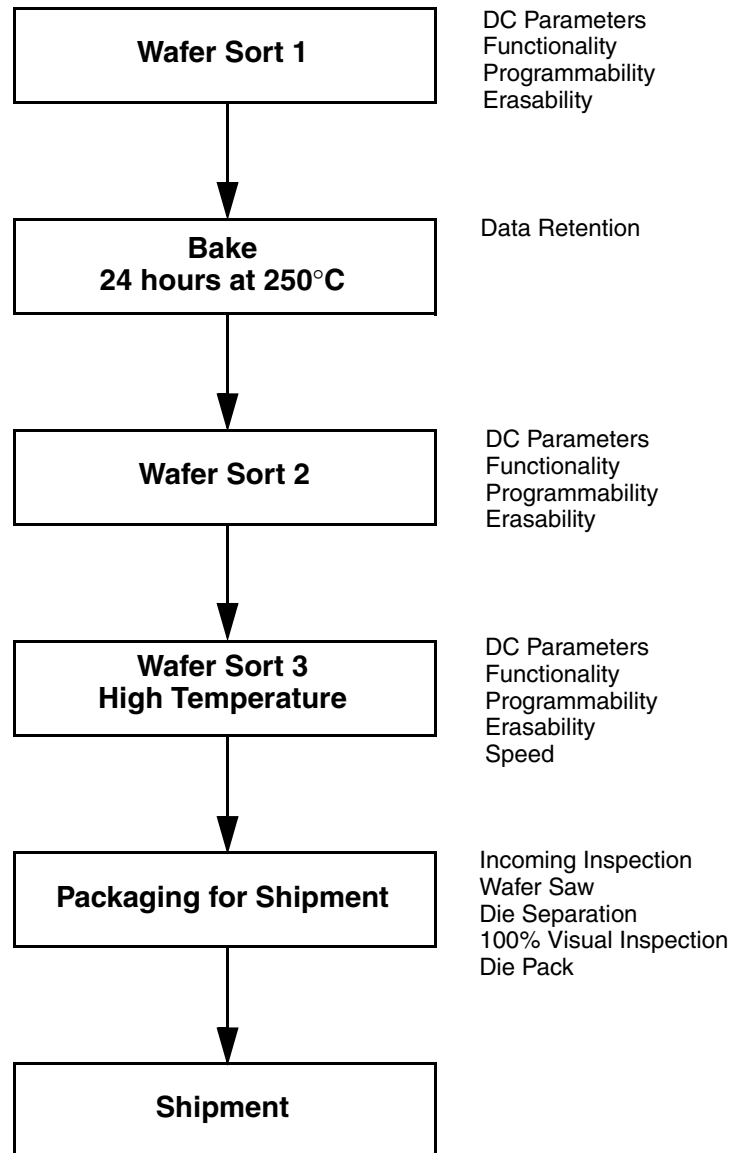 Wafer Sort 1
DC Parameters
Functionality
Programmability
Erasability
Bake
24 hours at 250°C
Data Retention
Wafer Sort 2
DC Parameters
Functionality
Programmability
Erasability
Wafer Sort 3
High Temperature
DC Parameters
Functionality
Programmability
Erasability
Speed
Packaging for Shipment
Incoming Inspection
Wafer Saw
Die Separation
100% Visual Inspection
Die Pack
Shipment